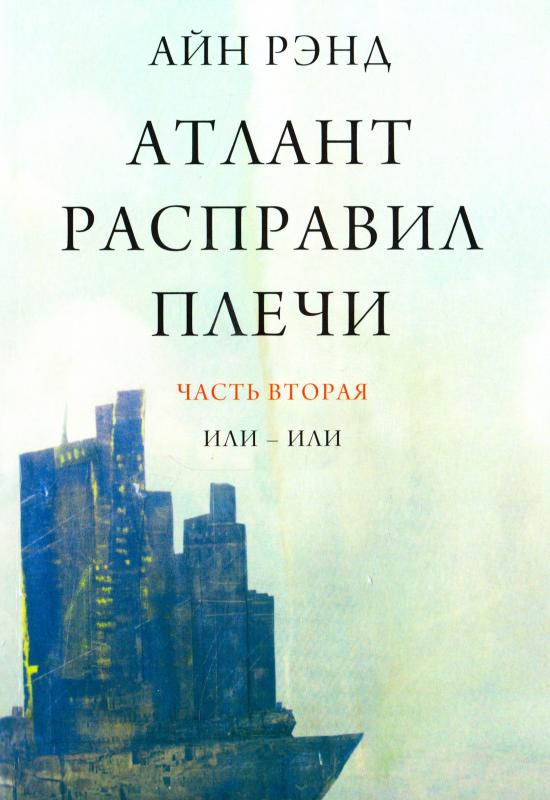 АЙН РЭНД
АТЛАНТ
РАСПРАВИЛ
ПЛЕЧИ
ЧАСТЬ ВТОРАЯ
ИЛИ – ИЛИ